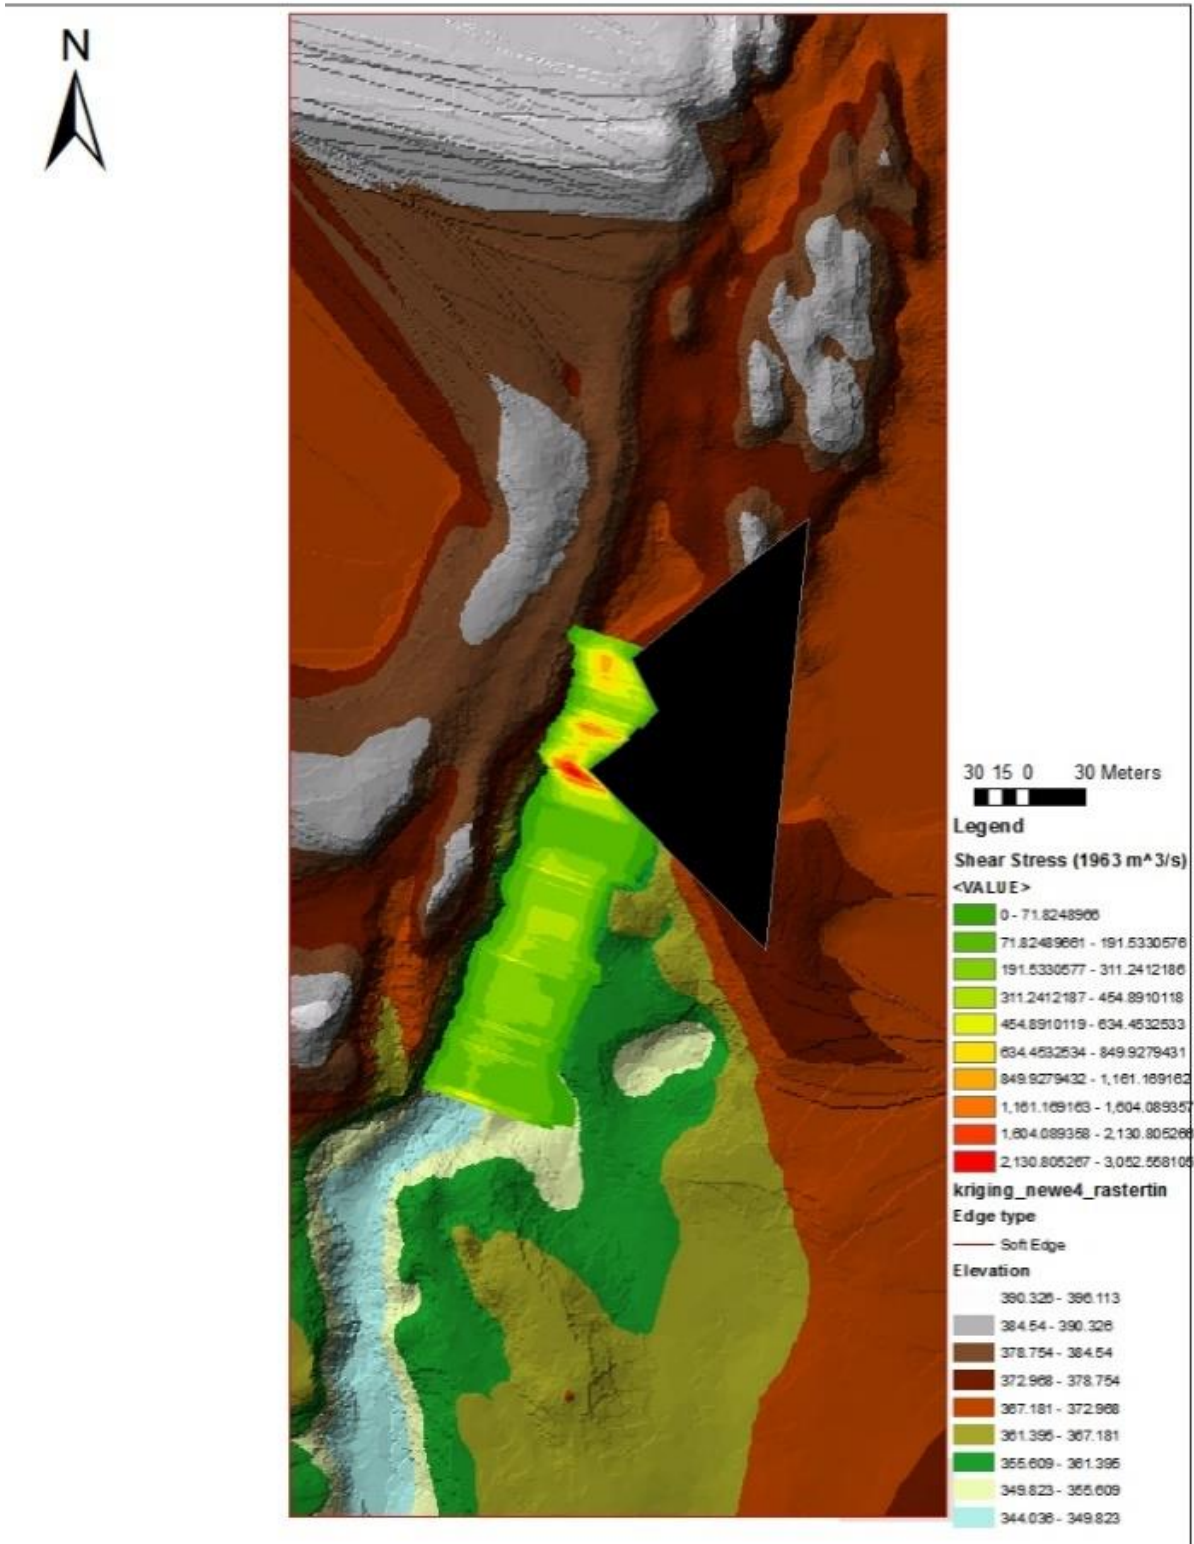 N
30 15 0 30 Meters
Legend
Shear Stress (1963 m^3/s)
<VALUE>
0 - 71.8248966
71.82489661 - 191.5330576
191.5330577 - 311.2412186
311.2412187 - 454.8910118
454.8910119 - 634.4532533
634.4532534 - 849.9279431
849.9279432 - 1,161.169162
1,161.169163 - 1,604.089357
1,604.089358 - 2,130.805266
2,130.805267 - 3,052.558105
kriging_newe4_rastertin
Edge type
Soft Edge
Elevation
390.326 - 396.113
384.54 - 390.326
378.754 - 384.54
372.968 - 378.754
367.181 - 372.968
361.395 - 367.181
355.609 - 361.395
349.823 - 355.609
344.036 - 349.823